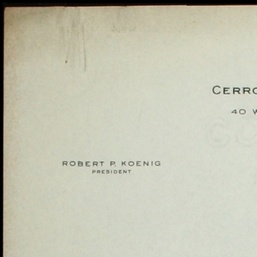 CERRO
40 W
ROBERT P. KOENIG
PRESIDENT